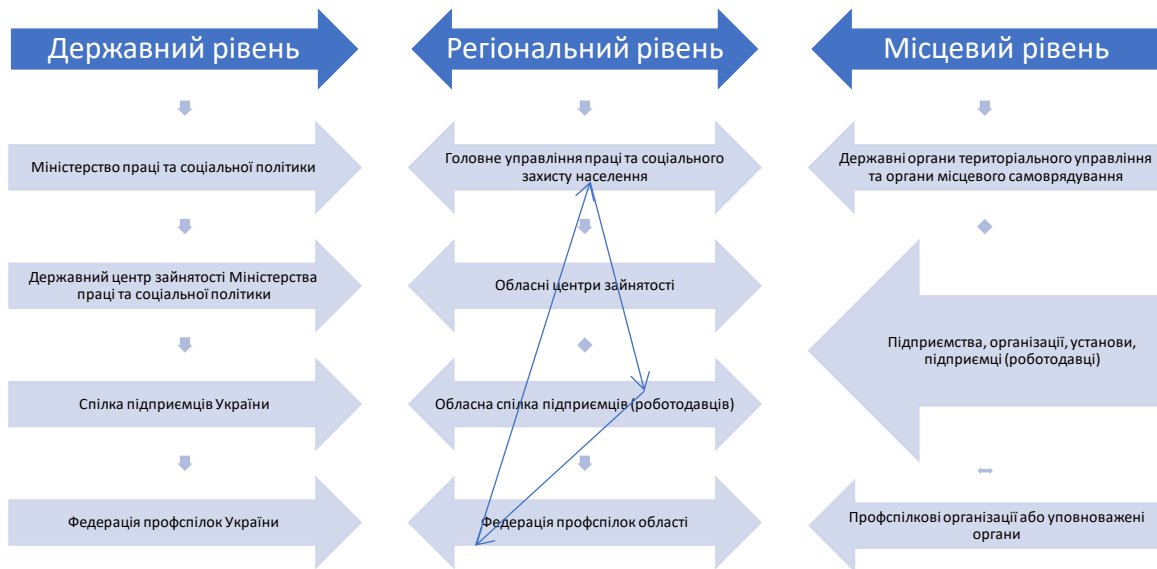 Державний рівень
Міністерство праці та соціальної політики
Державний центр зайнятості Міністерства
праці та соціальної політики
Спілка підприємців України
Федерація профспілок України
Регіональний рівень
Головне управління праці та соціального
захисту населення
Обласні центри зайнятості
Обласна спілка підприємців (роботодавців)
Федерація профспілок області
Місцевий рівень
Державні органи територіального управління
та органи місцевого самоврядування
Підприємства, організації, установи,
підприємці (роботодавці)
Профспілкові організації або уповноважені
органи